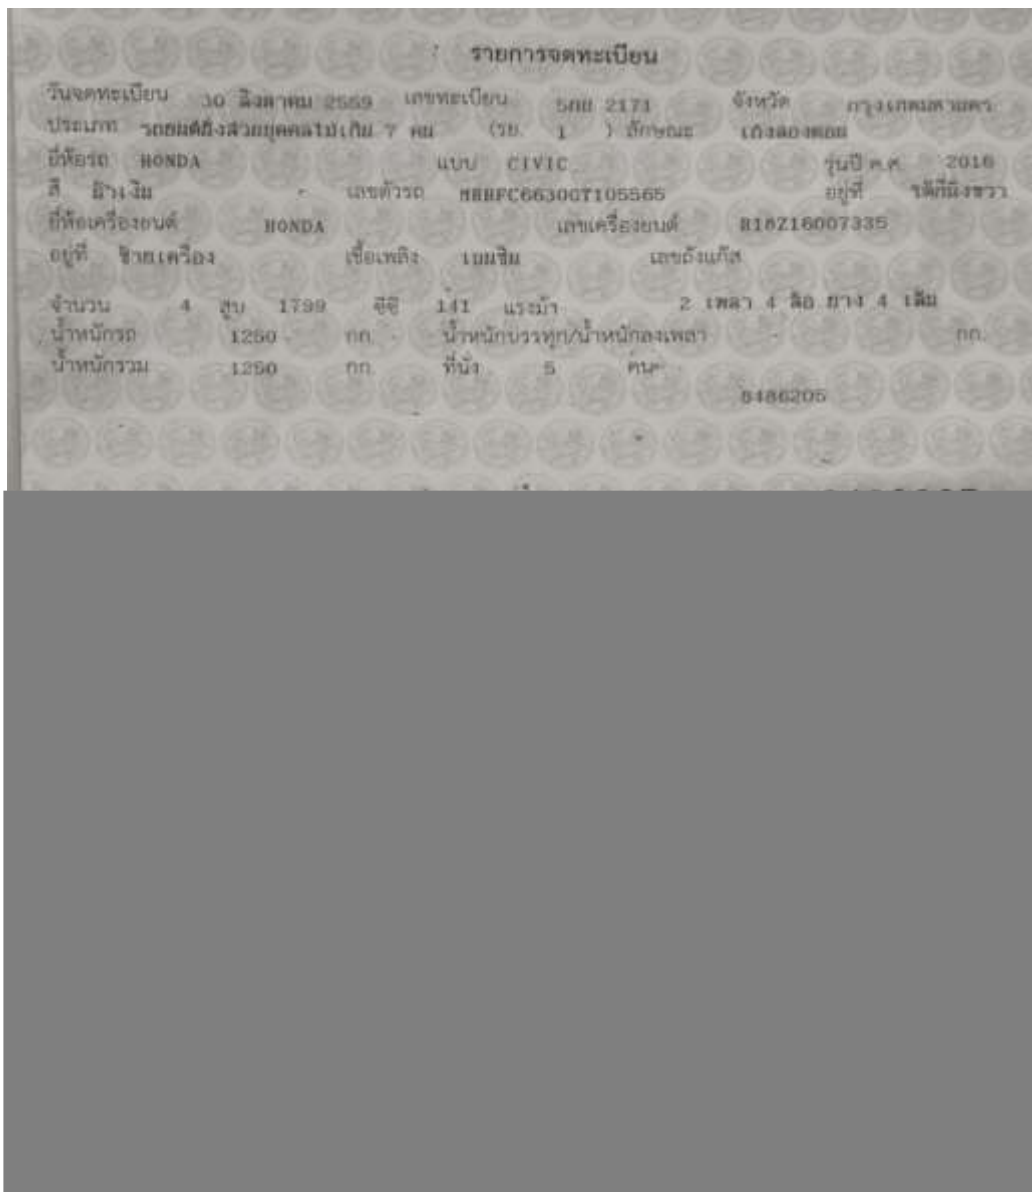 รายการจดทะเบียน
วันจดทะเบียน 30 สิงหาคม 2559 เลขทะเบียน 2171 จังหวัด กรุงเทพมหานคร
ประเภท รถยนต์นั่งส่วนบุคคลไม่เกิน 7 คน (รย. 1 ) ลักษณะ เก๋งสองตอน
ยี่ห้อรถ HONDA แบบ CIVIC รุ่นปี ค.ศ. 2016
สี เลขตัวรถ อยู่ที่
ยี่ห้อเครื่องยนต์ HONDA เลขเครื่องยนต์ R18Z16007335
อยู่ที่ ซ้ายเครื่อง เชื้อเพลิง เบนซิน เลขถังแก๊ส
จำนวน 4 สูบ 1799 ซีซี 141 แรงม้า 2 เพลา 4 ล้อ ยาง 4 เส้น
น้ำหนักรถ 1250 กก. น้ำหนักบรรทุก/น้ำหนักลงเพลา - กก.
น้ำหนักรวม 1250 กก. ที่นั่ง 5 คน